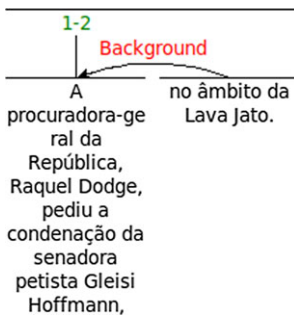 1-2
Background
A
procuradora-ge
ral da
República,
Raquel Dodge,
pediu a
condenação da
senadora
petista Gleisi
Hoffmann,
no âmbito da
Lava Jato.